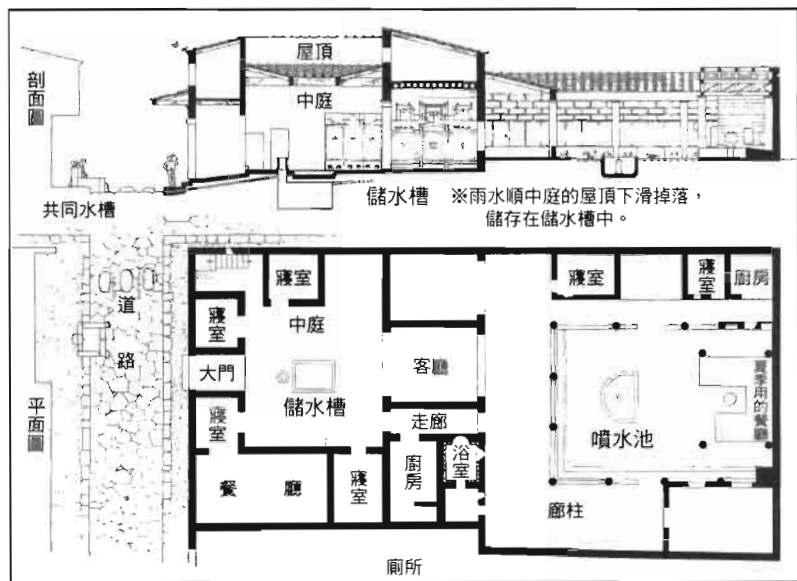 剖面圖
屋頂
中庭
共同水槽
儲水槽
※雨水順中庭的屋頂下滑掉落，
儲存在儲水槽中。
平面圖
道路
寢室
寢室
寢室
廚房
寢室
中庭
大門
客廳
夏季用的餐廳
儲水槽
寢室
走廊
噴水池
餐廳
寢室
廚房
浴室
廊柱
廁所